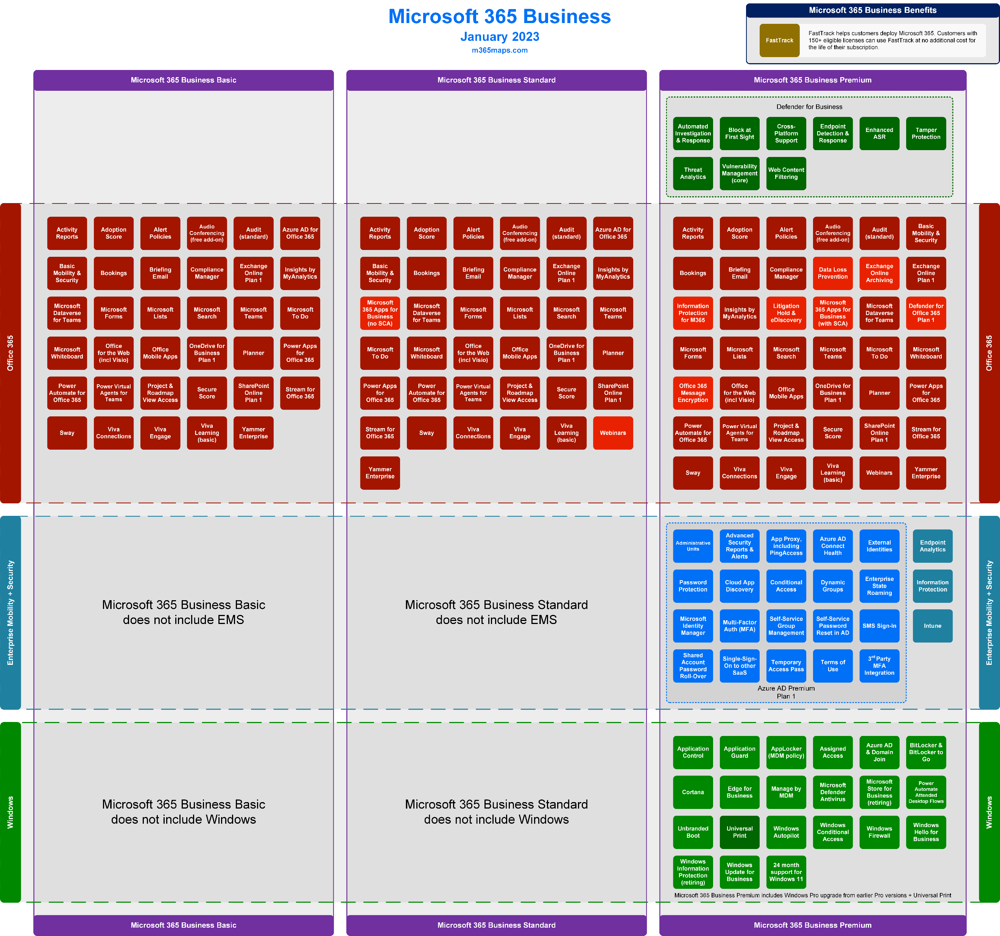 Microsoft 365 Business
January 2023
m365maps.com
Microsoft 365 Business Benefits
FastTrack
FastTrack helps customers deploy Microsoft 365. Customers with
150+ eligible licenses can use FastTrack at no additional cost for
the life of their subscription.
Microsoft 365 Business Basic
Microsoft 365 Business Standard
Microsoft 365 Business Premium
Defender for Business
Automated
Investigation
& Response
Block at
First Sight
Cross-
Platform
Support
Endpoint
Detection &
Response
Enhanced
ASR
Tamper
Protection
Threat
Analytics
Vulnerability
Management
(core)
Web Content
Filtering
Office 365
Activity
Reports
Adoption
Score
Alert
Policies
Audio
Conferencing
(free add-on)
Audit
(standard)
Azure AD for
Office 365
Basic
Mobility &
Security
Bookings
Briefing
Email
Compliance
Manager
Exchange
Online
Plan 1
Insights by
MyAnalytics
Microsoft
Dataverse
for Teams
Microsoft
Forms
Microsoft
Lists
Microsoft
Search
Microsoft
Teams
Microsoft
To Do
Microsoft
Whiteboard
Office
for the Web
(incl Visio)
Office
Mobile Apps
OneDrive for
Business
Plan 1
Planner
Power Apps
for
Office 365
Power
Automate for
Office 365
Power Virtual
Agents for
Teams
Project &
Roadmap
View Access
Secure
Score
SharePoint
Online
Plan 1
Stream for
Office 365
Sway
Viva
Connections
Viva
Engage
Viva
Learning
(basic)
Yammer
Enterprise
Activity
Reports
Adoption
Score
Alert
Policies
Audio
Conferencing
(free add-on)
Audit
(standard)
Azure AD for
Office 365
Basic
Mobility &
Security
Bookings
Briefing
Email
Compliance
Manager
Exchange
Online
Plan 1
Insights by
MyAnalytics
Microsoft
365 Apps for
Business
(no SCA)
Microsoft
Dataverse
for Teams
Microsoft
Forms
Microsoft
Lists
Microsoft
Search
Microsoft
Teams
Microsoft
To Do
Microsoft
Whiteboard
Office
for the Web
(incl Visio)
Office
Mobile Apps
OneDrive for
Business
Plan 1
Planner
Power Apps
for
Office 365
Power
Automate for
Office 365
Power Virtual
Agents for
Teams
Project &
Roadmap
View Access
Secure
Score
SharePoint
Online
Plan 1
Stream for
Office 365
Sway
Viva
Connections
Viva
Engage
Viva
Learning
(basic)
Webinars
Yammer
Enterprise
Activity
Reports
Adoption
Score
Alert
Policies
Audio
Conferencing
(free add-on)
Audit
(standard)
Basic
Mobility &
Security
Bookings
Briefing
Email
Compliance
Manager
Data Loss
Prevention
Exchange
Online
Archiving
Exchange
Online
Plan 1
Information
Protection
for M365
Insights by
MyAnalytics
Litigation
Hold &
eDiscovery
Microsoft
365 Apps for
Business
(with SCA)
Microsoft
Dataverse
for Teams
Defender for
Office 365
Plan 1
Microsoft
Forms
Microsoft
Lists
Microsoft
Search
Microsoft
Teams
Microsoft
To Do
Microsoft
Whiteboard
Office 365
Message
Encryption
Office
for the Web
(incl Visio)
Office
Mobile Apps
OneDrive for
Business
Plan 1
Planner
Power Apps
for
Office 365
Power
Automate for
Office 365
Power Virtual
Agents for
Teams
Project &
Roadmap
View Access
Secure
Score
SharePoint
Online
Plan 1
Stream for
Office 365
Sway
Viva
Connections
Viva
Engage
Viva
Learning
(basic)
Webinars
Yammer
Enterprise
Office 365
Enterprise Mobility + Security
Microsoft 365 Business Basic
does not include EMS
Microsoft 365 Business Standard
does not include EMS
Administrative
Units
Advanced
Security
Reports &
Alerts
App Proxy,
including
PingAccess
Azure AD
Connect
Health
External
Identities
Endpoint
Analytics
Password
Protection
Cloud App
Discovery
Conditional
Access
Dynamic
Groups
Enterprise
State
Roaming
Information
Protection
Microsoft
Identity
Manager
Multi-Factor
Auth (MFA)
Self-Service
Group
Management
Self-Service
Password
Reset in AD
SMS Sign-In
Intune
Shared
Account
Password
Roll-Over
Single-Sign-
On to other
SaaS
Temporary
Access Pass
Terms of
Use
3rd Party
MFA
Integration
Azure AD Premium
Plan 1
Enterprise Mobility + Security
Windows
Microsoft 365 Business Basic
does not include Windows
Microsoft 365 Business Standard
does not include Windows
Application
Control
Application
Guard
AppLocker
(MDM policy)
Assigned
Access
Azure AD
& Domain
Join
BitLocker &
BitLocker to
Go
Cortana
Edge for
Business
Manage by
MDM
Microsoft
Defender
Antivirus
Microsoft
Store for
Business
(retiring)
Power
Automate
Attended
Desktop Flows
Unbranded
Boot
Universal
Print
Windows
Autopilot
Windows
Conditional
Access
Windows
Firewall
Windows
Hello for
Business
Windows
Information
Protection
(retiring)
Windows
Update for
Business
24 month
support for
Windows 11
Microsoft 365 Business Premium includes Windows Pro upgrade from earlier Pro versions + Universal Print
Windows
Microsoft 365 Business Basic
Microsoft 365 Business Standard
Microsoft 365 Business Premium